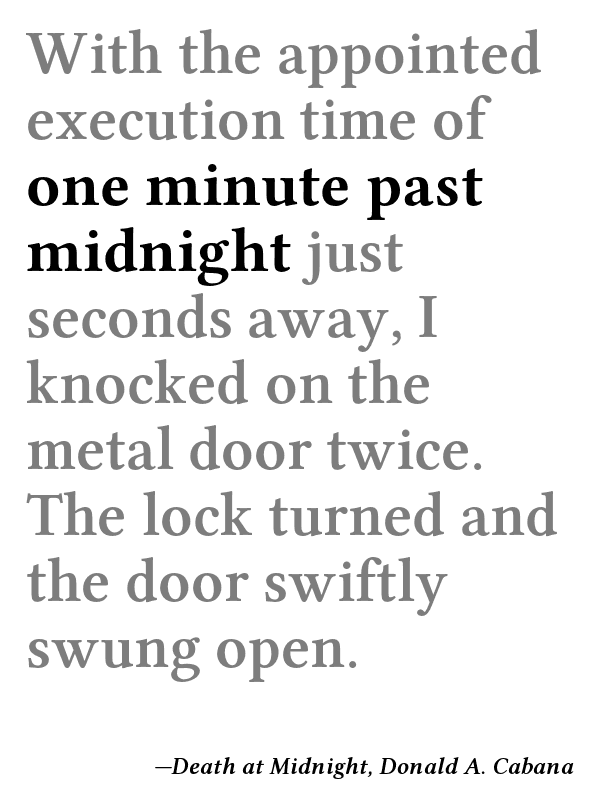 With the appointed
execution time of
one minute past
midnight just
seconds away, I
knocked on the
metal door twice.
The lock turned and
the door swiftly
swung open.
—Death at Midnight, Donald A. Cabana